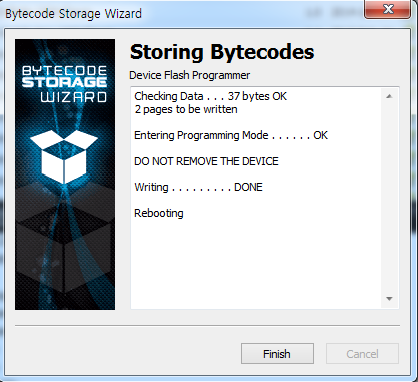 Bytecode Storage Wizard
BYTECODE
STORAGE
WIZARD
Storing Bytecodes
Device Flash Programmer
Checking Data . . . 37 bytes OK
2 pages to be written
Entering Programming Mode . . . . . . OK
DO NOT REMOVE THE DEVICE
Writing . . . . . . . . . DONE
Rebooting
Finish
Cancel